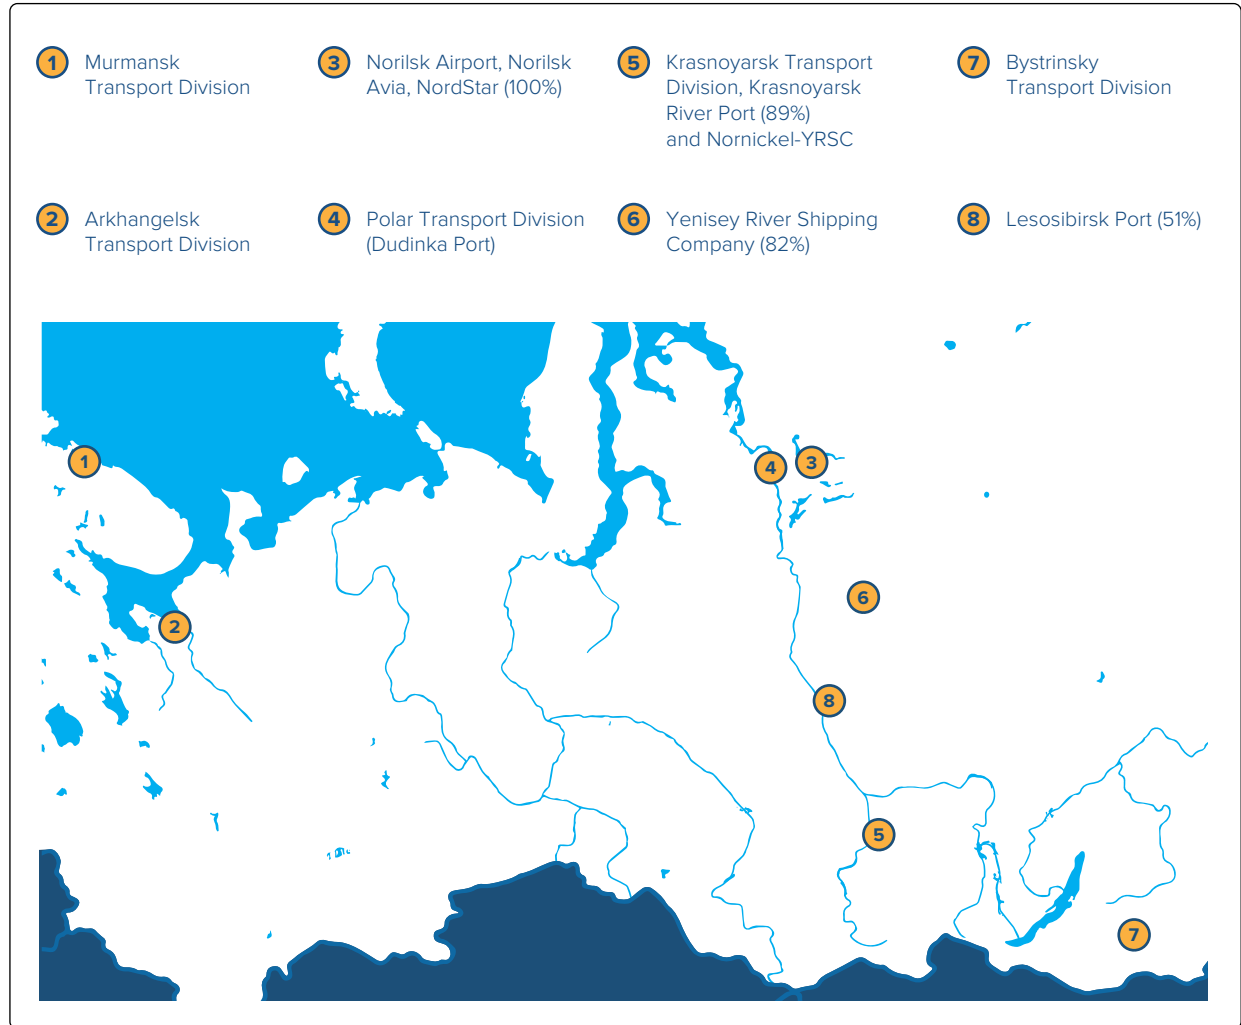 1 Murmansk
Transport Division
3 Norilsk Airport, Norilsk
Avia, NordStar (100%)
5 Krasnoyarsk Transport
Division, Krasnoyarsk
River Port (89%)
and Nornickel-YRSC
7 Bystrinsky
Transport Division
2 Arkhangelsk
Transport Division
4 Polar Transport Division
(Dudinka Port)
6 Yenisey River Shipping
Company (82%)
8 Lesosibirsk Port (51%)
1
4
3
6
2
8
5
7